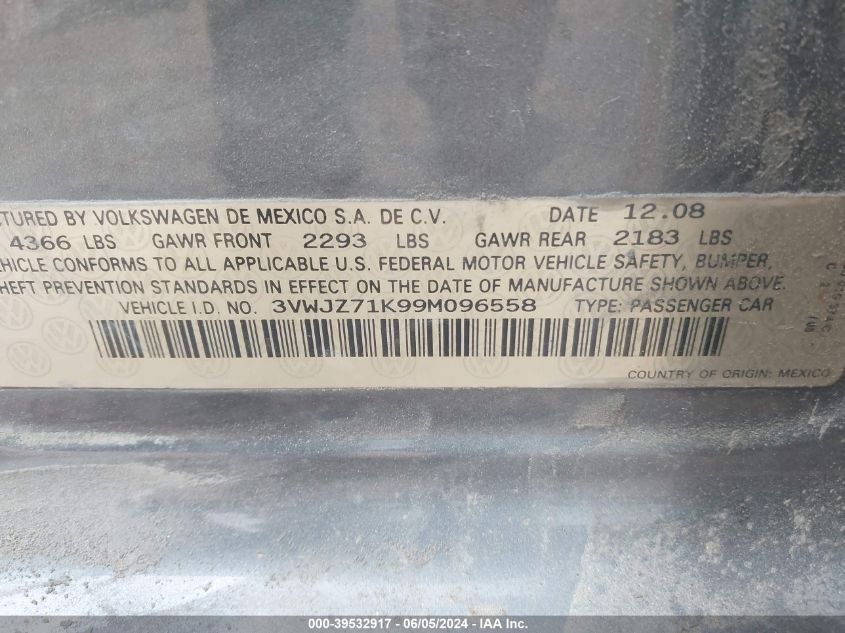 CTURED BY VOLKSWAGEN DE MEXICO S.A. DE C.V. DATE 12.08
4366 LBS GAWR FRONT 2293 LBS GAWR REAR 2183 LBS
EHICLE CONFORMS TO ALL APPLICABLE U.S. FEDERAL MOTOR VEHICLE SAFETY, BUMPER,
HEFT PREVENTION STANDARDS IN EFFECT ON THE DATE OF MANUFACTURE SHOWN ABOVE.
VEHICLE I.D. NO. 3VWJZ71K99M096558 TYPE: PASSENGER CAR
COUNTRY OF ORIGIN: MEXICO
000-39532917 - 06/05/2024 - IAA Inc.